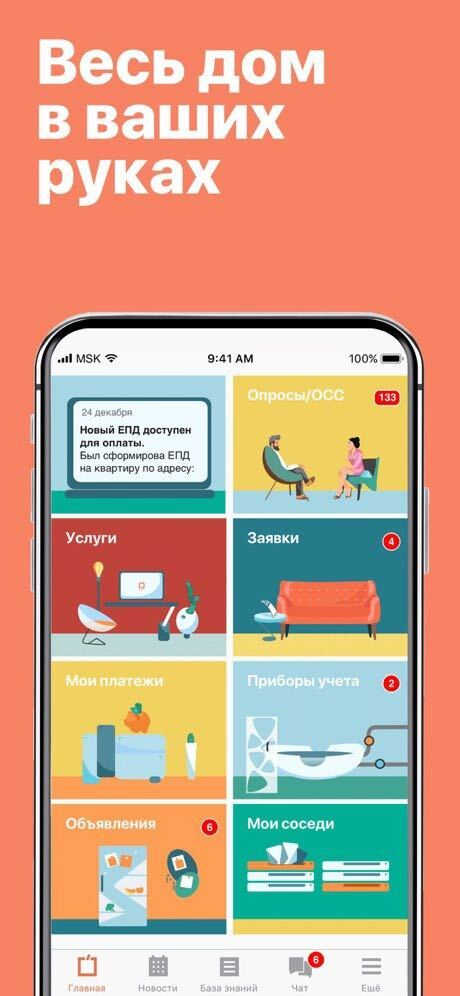 Весь дом
в ваших
руках
MSK
9:41 AM
100%
24 декабря
Новый ЕПД доступен
для оплаты.
Был сформирова ЕПД
на квартиру по адресу:
Опросы/ОСС
133
Услуги
Заявки
4
Мои платежи
Приборы учета
2
Объявления
6
Мои соседи
6
Главная
Новости
База знаний
Чат
Ещё